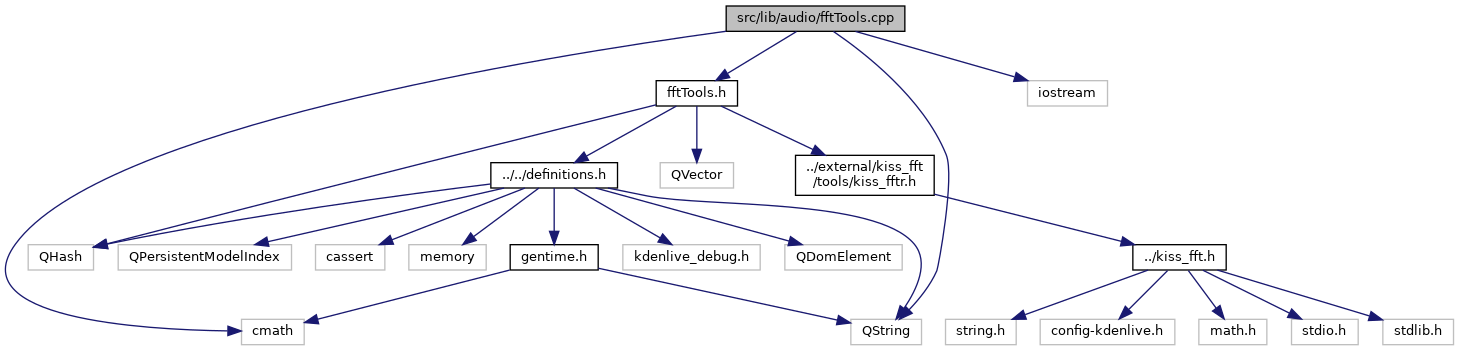 src/lib/audio/fftTools.cpp
fftTools.h
iostream
../../definitions.h
QVector
../external/kiss_fft
/tools/kiss_fftr.h
QHash
QPersistentModelIndex
cassert
memory
gentime.h
kdenlive_debug.h
QDomElement
../kiss_fft.h
cmath
QString
string.h
config-kdenlive.h
math.h
stdio.h
stdlib.h